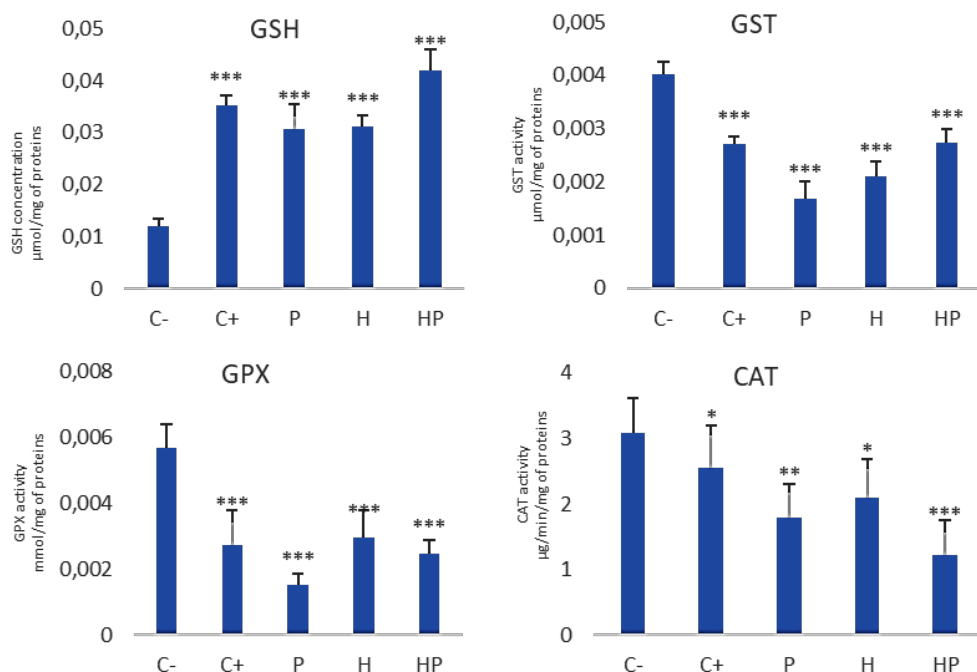 GSH
GSH concentration
µmol/mg of proteins
0,05
0,04
0,03
0,02
0,01
0
***
***
***
***
C- C+ P H HP
GST
GST activity
µmol/mg of proteins
0,005
0,004
0,003
0,002
0,001
0
***
***
***
***
C- C+ P H HP
GPX
GPX activity
mmol/mg of proteins
0,008
0,006
0,004
0,002
0
***
***
***
***
C- C+ P H HP
CAT
CAT activity
µg/min/mg of proteins
4
3
2
1
0
*
**
*
***
C- C+ P H HP